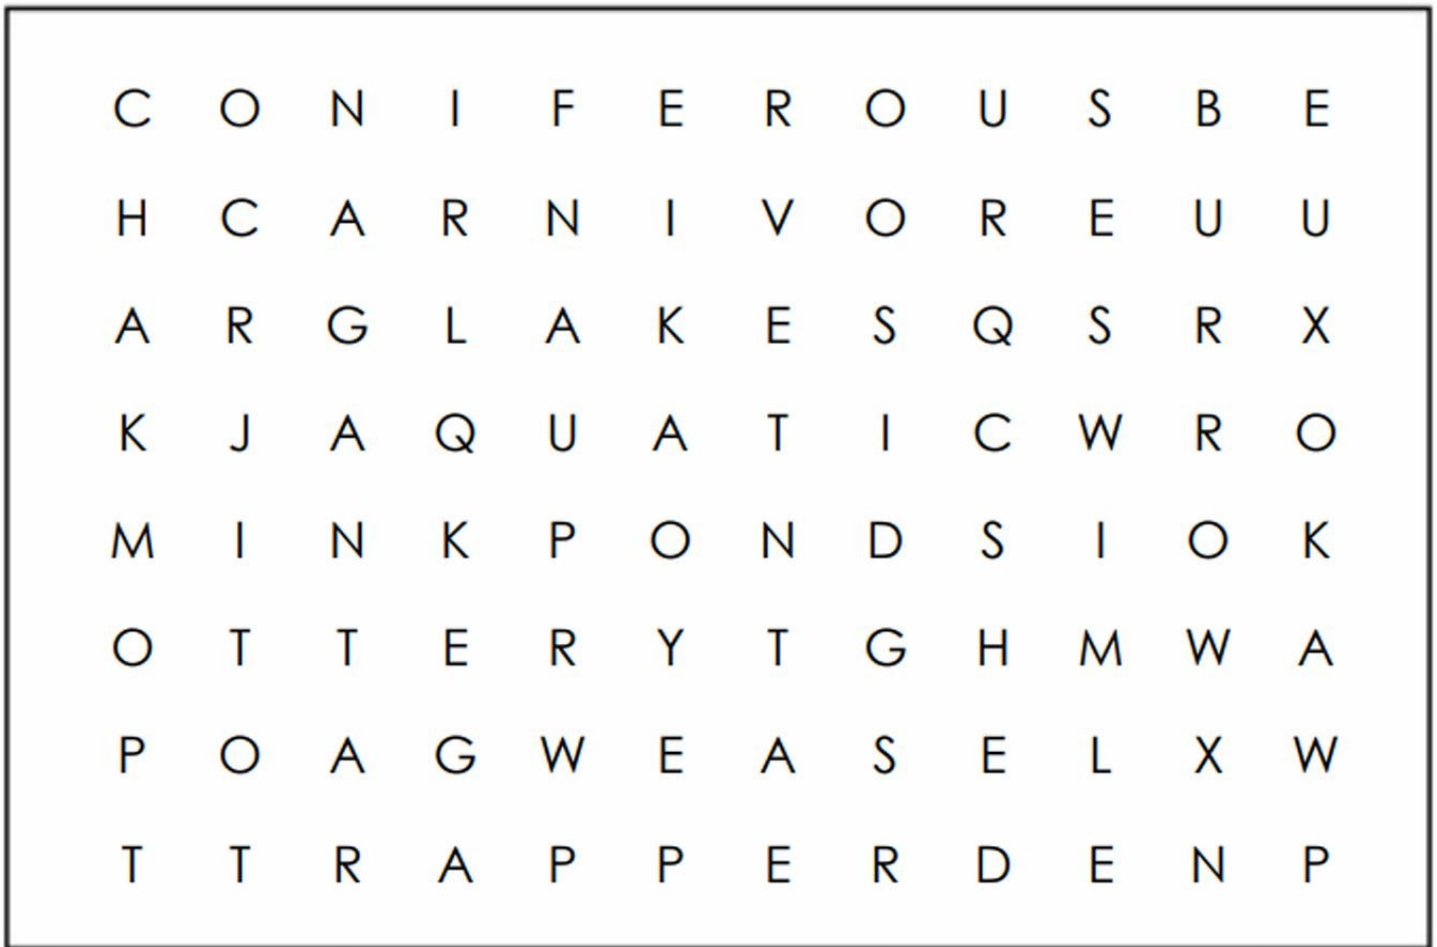 C O N I F E R O U S B E
H C A R N I V O R E U U
A R G L A K E S Q S R X
K J A Q U A T I C W R O
M I N K P O N D S I O K
O T T E R Y T G H M W A
P O A G W E A S E L X W
T T R A P P E R D E N P